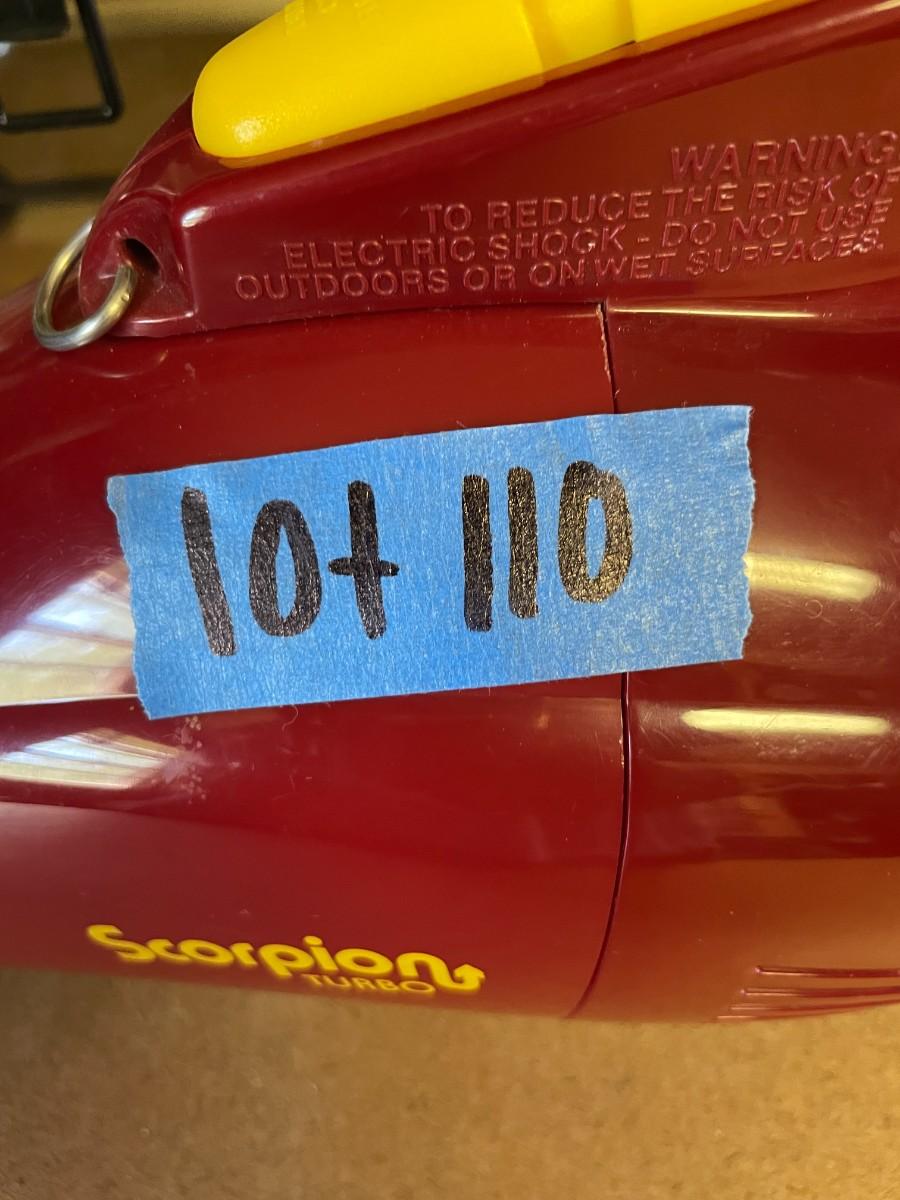 WARNING:
TO REDUCE THE RISK OF
ELECTRIC SHOCK - DO NOT USE
OUTDOORS OR ON WET SURFACES.
lot 110
Scorpion
TURBO